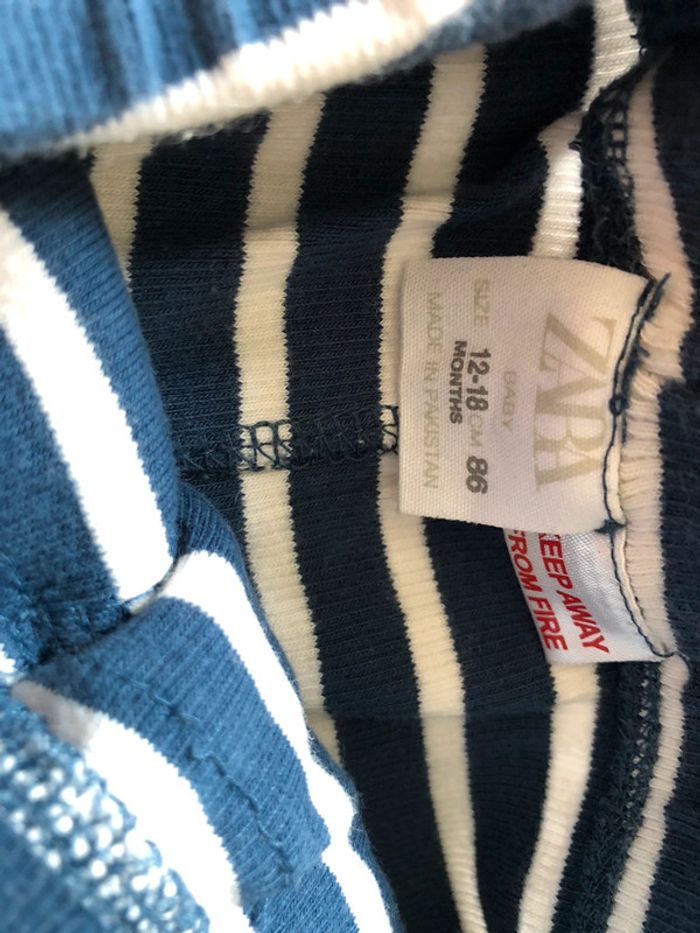 ZARA
BABY
SIZE 12-18 CM 86
MONTHS
MADE IN PAKISTAN
KEEP AWAY
FROM FIRE